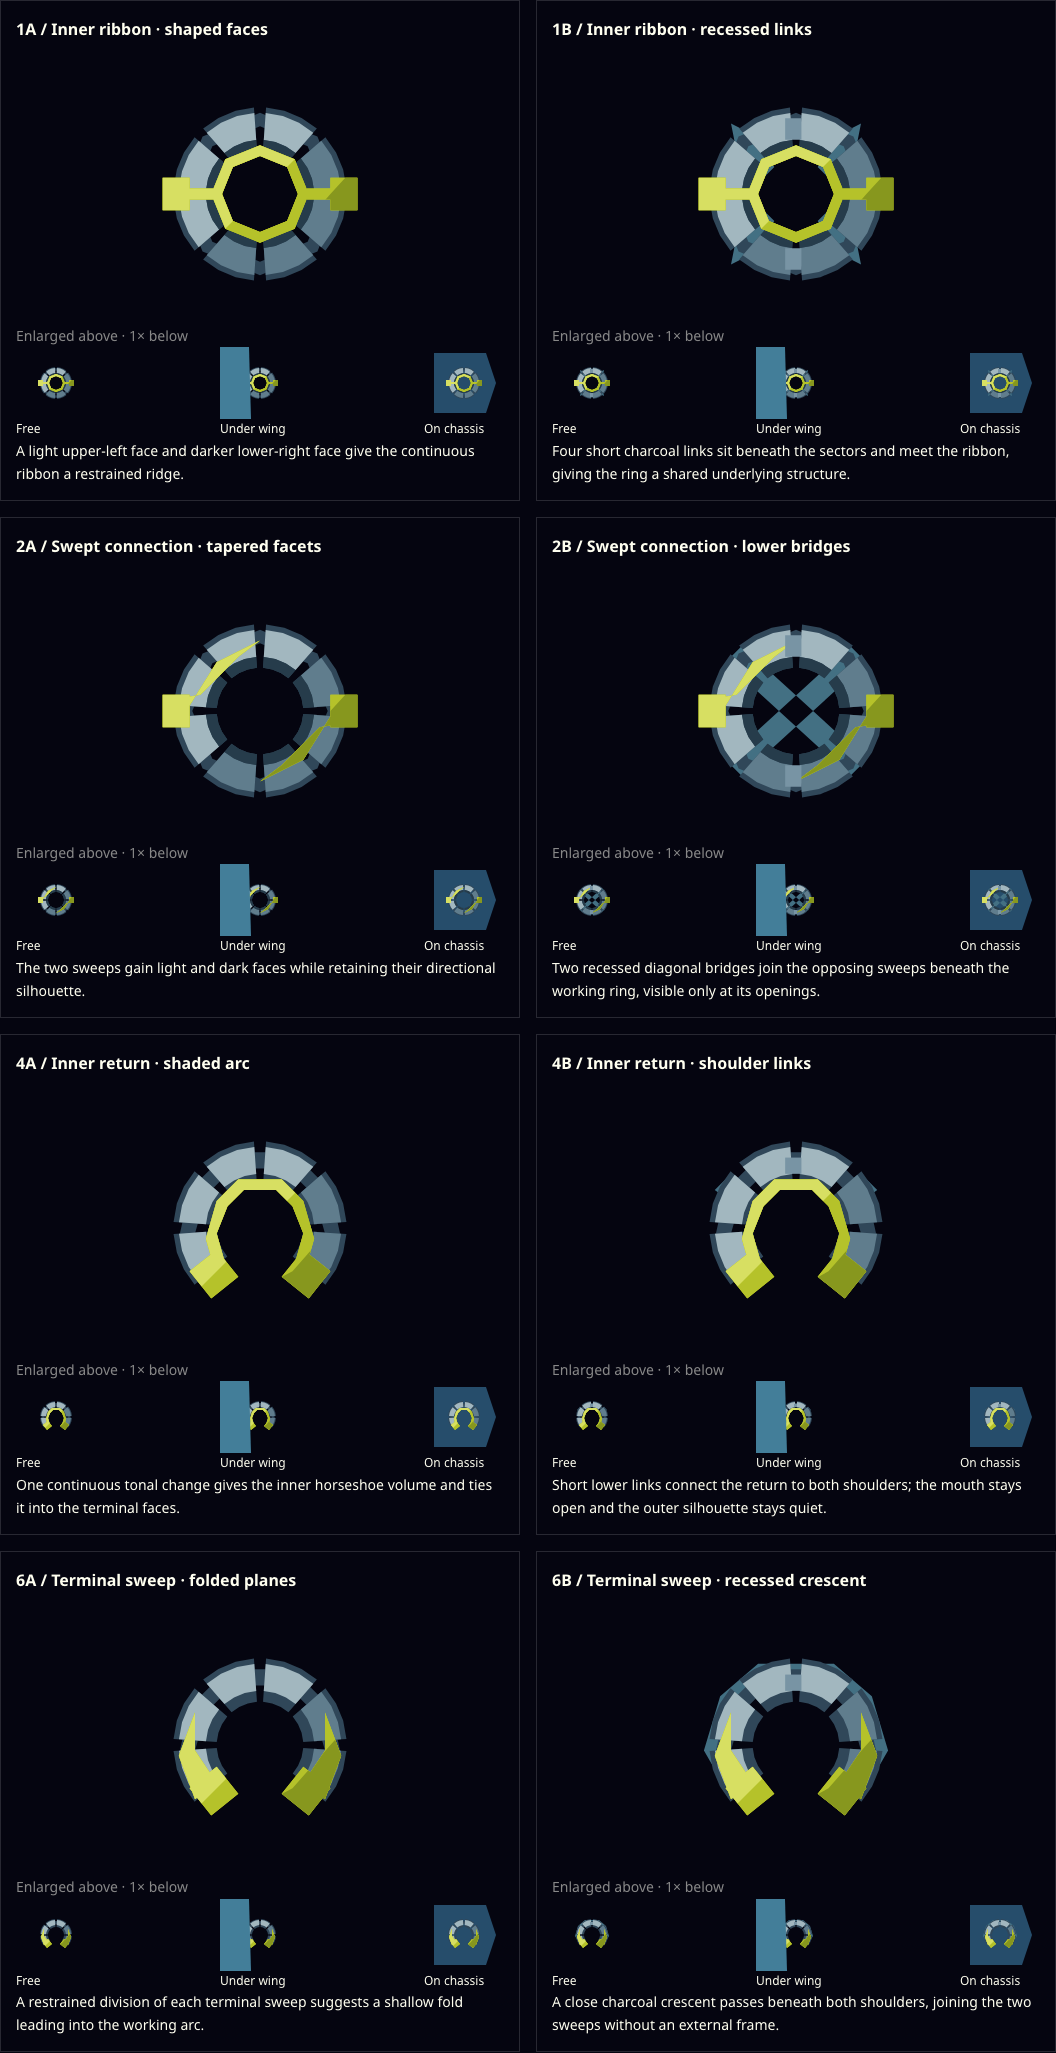 1A / Inner ribbon · shaped faces
Enlarged above · 1× below
Free
Under wing
On chassis
A light upper-left face and darker lower-right face give the continuous
ribbon a restrained ridge.
1B / Inner ribbon · recessed links
Enlarged above · 1× below
Free
Under wing
On chassis
Four short charcoal links sit beneath the sectors and meet the ribbon,
giving the ring a shared underlying structure.
2A / Swept connection · tapered facets
Enlarged above · 1× below
Free
Under wing
On chassis
The two sweeps gain light and dark faces while retaining their directional
silhouette.
2B / Swept connection · lower bridges
Enlarged above · 1× below
Free
Under wing
On chassis
Two recessed diagonal bridges join the opposing sweeps beneath the
working ring, visible only at its openings.
4A / Inner return · shaded arc
Enlarged above · 1× below
Free
Under wing
On chassis
One continuous tonal change gives the inner horseshoe volume and ties
it into the terminal faces.
4B / Inner return · shoulder links
Enlarged above · 1× below
Free
Under wing
On chassis
Short lower links connect the return to both shoulders; the mouth stays
open and the outer silhouette stays quiet.
6A / Terminal sweep · folded planes
Enlarged above · 1× below
Free
Under wing
On chassis
A restrained division of each terminal sweep suggests a shallow fold
leading into the working arc.
6B / Terminal sweep · recessed crescent
Enlarged above · 1× below
Free
Under wing
On chassis
A close charcoal crescent passes beneath both shoulders, joining the two
sweeps without an external frame.